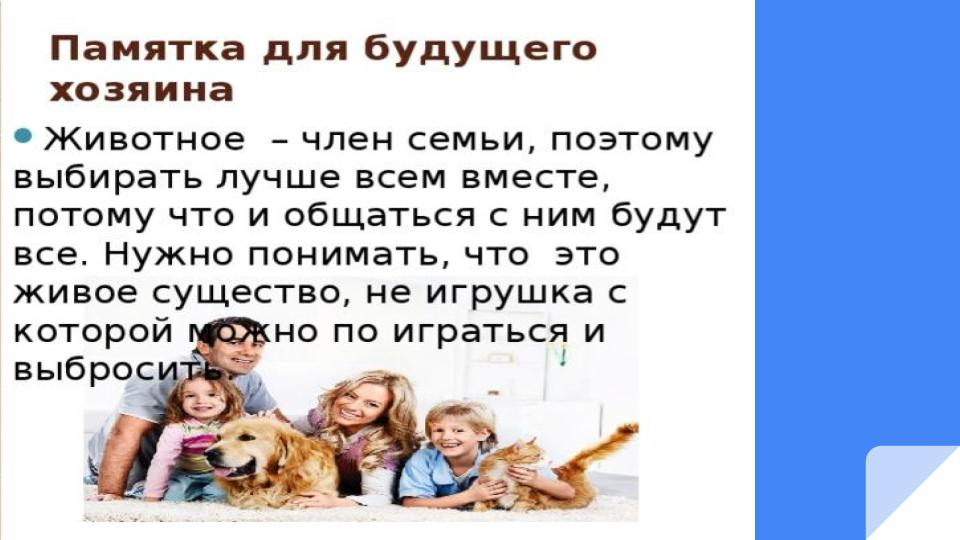 Памятка для будущего
хозяина
Животное – член семьи, поэтому
выбирать лучше всем вместе,
потому что и общаться с ним будут
все. Нужно понимать, что это
живое существо, не игрушка с
которой можно по играться и
выбросить.